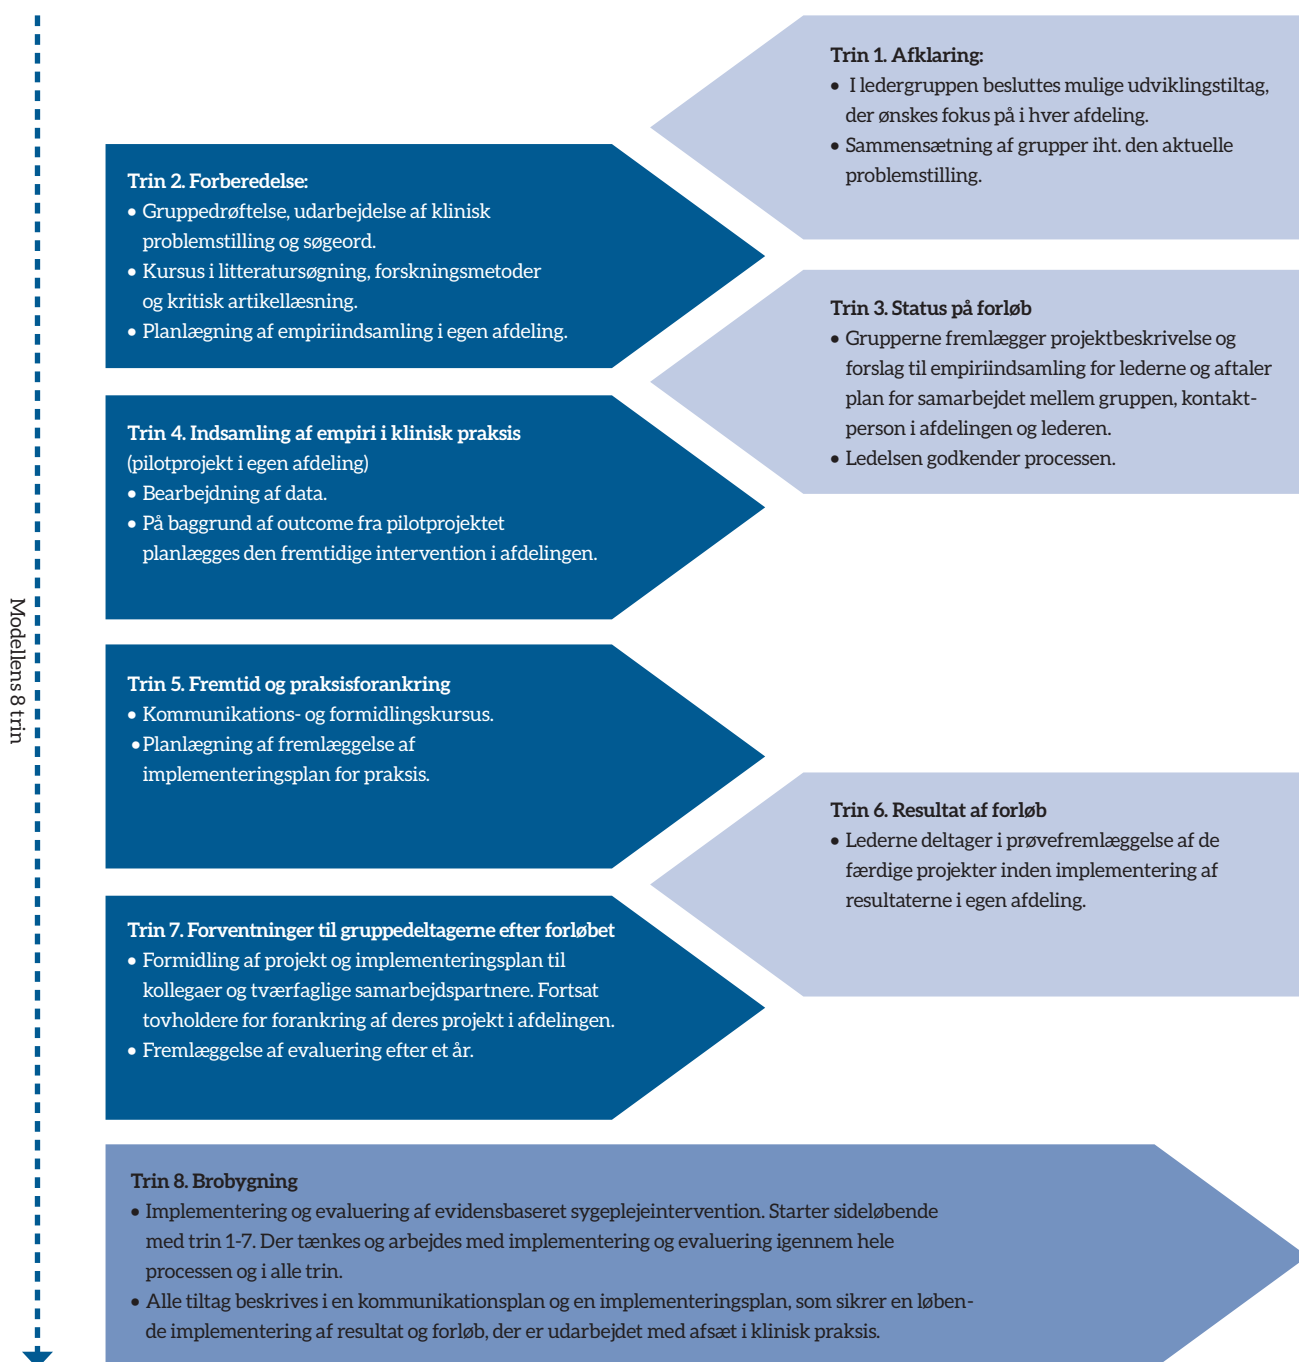 Modellens 8 trin
Trin 1. Afklaring:
• I ledergruppen besluttes mulige udviklingstiltag,
der ønskes fokus på i hver afdeling.
• Sammensætning af grupper iht. den aktuelle
problemstilling.
Trin 2. Forberedelse:
• Gruppedrøftelse, udarbejdelse af klinisk
problemstilling og søgeord.
• Kursus i litteratursøgning, forskningsmetoder
og kritisk artikellæsning.
• Planlægning af empiriindsamling i egen afdeling.
Trin 3. Status på forløb
• Grupperne fremlægger projektbeskrivelse og
forslag til empiriindsamling for lederne og aftaler
plan for samarbejdet mellem gruppen, kontakt-
person i afdelingen og lederen.
• Ledelsen godkender processen.
Trin 4. Indsamling af empiri i klinisk praksis
(pilotprojekt i egen afdeling)
• Bearbejdning af data.
• På baggrund af outcome fra pilotprojektet
planlægges den fremtidige intervention i afdelingen.
Trin 5. Fremtid og praksisforankring
• Kommunikations- og formidlingskursus.
• Planlægning af fremlæggelse af
implementeringsplan for praksis.
Trin 6. Resultat af forløb
• Lederne deltager i prøvefremlæggelse af de
færdige projekter inden implementering af
resultaterne i egen afdeling.
Trin 7. Forventninger til gruppedeltagerne efter forløbet
• Formidling af projekt og implementeringsplan til
kollegaer og tværfaglige samarbejdspartnere. Fortsat
tovholdere for forankring af deres projekt i afdelingen.
• Fremlæggelse af evaluering efter et år.
Trin 8. Brobygning
• Implementering og evaluering af evidensbaseret sygeplejeintervention. Starter sideløbende
med trin 1-7. Der tænkes og arbejdes med implementering og evaluering igennem hele
processen og i alle trin.
• Alle tiltag beskrives i en kommunikationsplan og en implementeringsplan, som sikrer en løben-
de implementering af resultat og forløb, der er udarbejdet med afsæt i klinisk praksis.